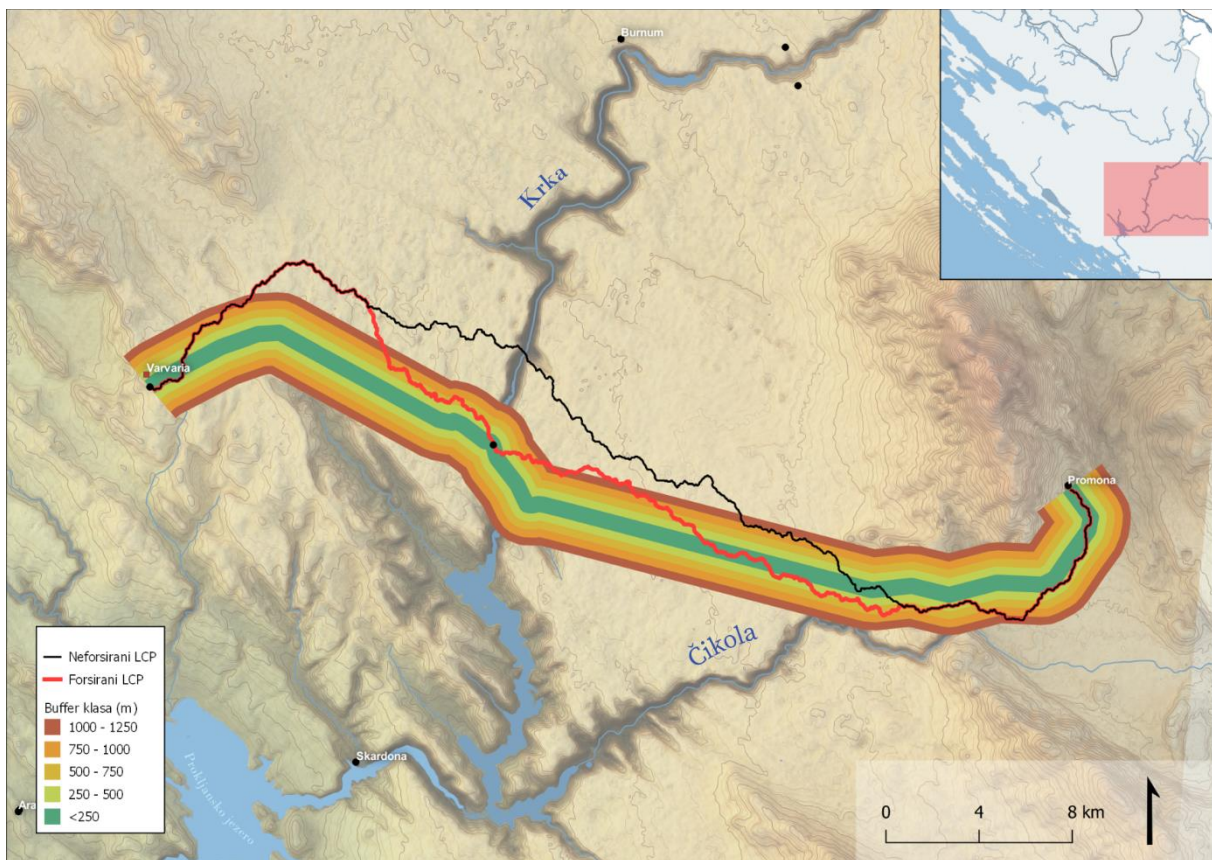 Burnum
Krka
Varvaria
Promona
Čikola
Neforsirani LCP
Forsirani LCP
Buffer klasa (m)
1000 - 1250
750 - 1000
500 - 750
250 - 500
<250
Skardona
Prokljansko jezero
Ara
0 4 8 km